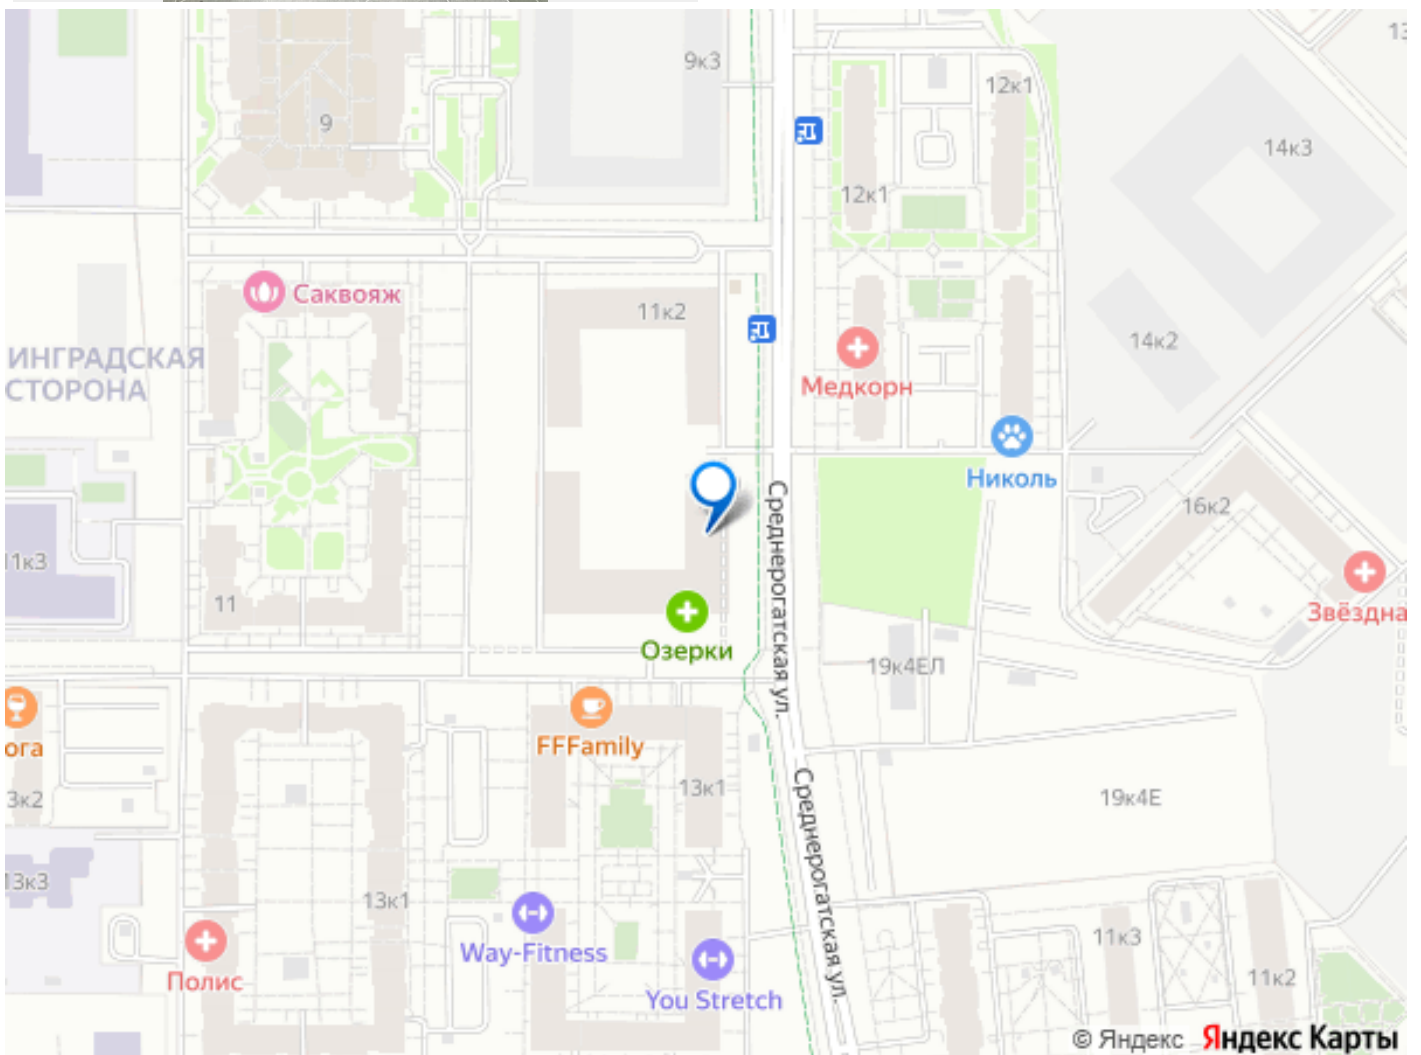 13
9к3
12к1
9
14к3
12к1
Саквояж
11к2
14к2
ИНГРАДСКАЯ
СТОРОНА
Медкорн
Николь
16к2
Среднерогатская ул.
11к3
11
Звёздна
Озерки
19к4ЕЛ
FFFamily
ога
13к1
Среднерогатская ул.
3к2
19к4Е
13к3
13к1
Way-Fitness
11к3
Полис
11к2
You Stretch
© Яндекс Яндекс Карты